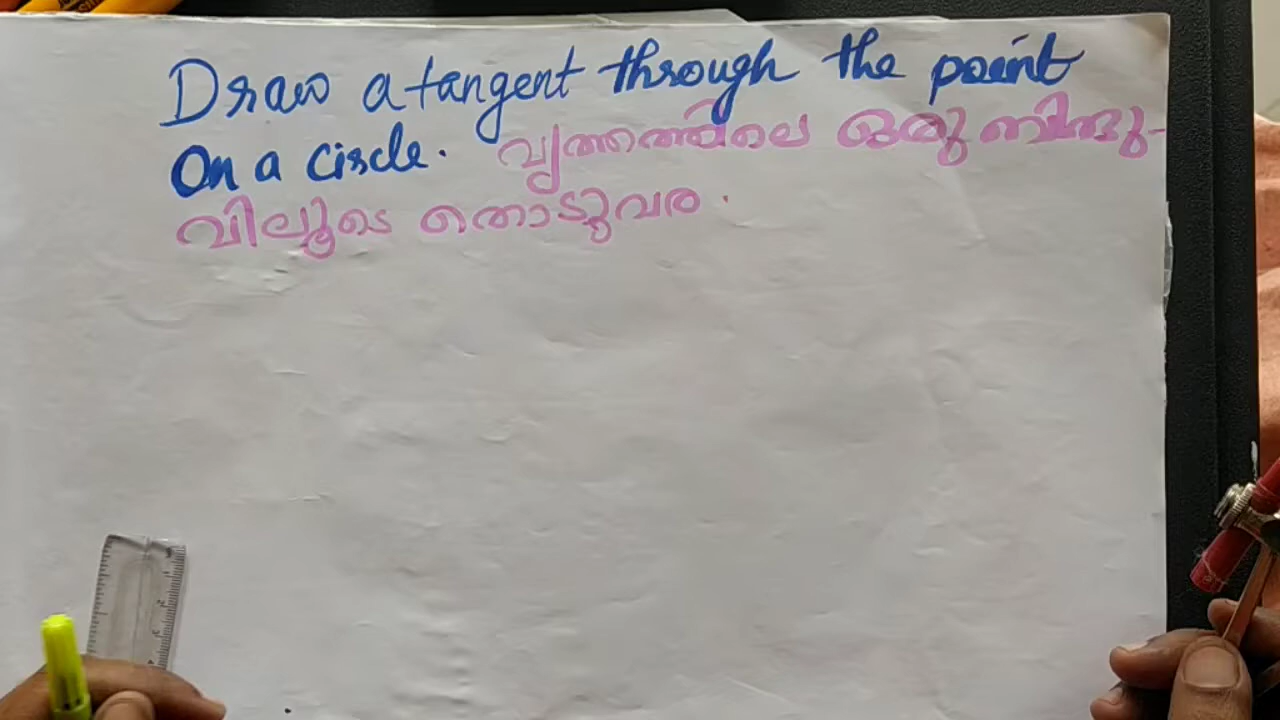 Draw a tangent through the point
On a circle. വൃത്തത്തിലെ ഒരു ബിന്ദു-
വിലൂടെ തൊടുവര.